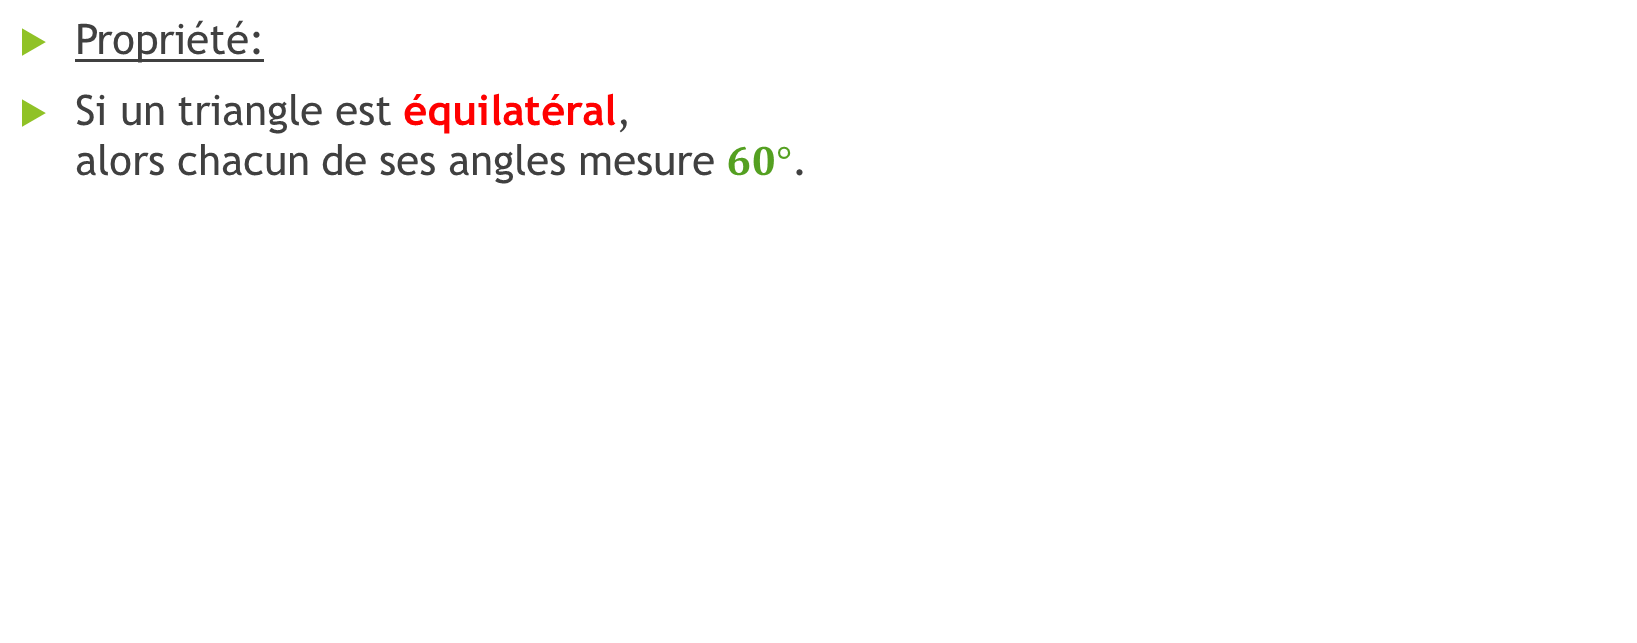 Propriété:
Si un triangle est équilatéral,
alors chacun de ses angles mesure 60°.